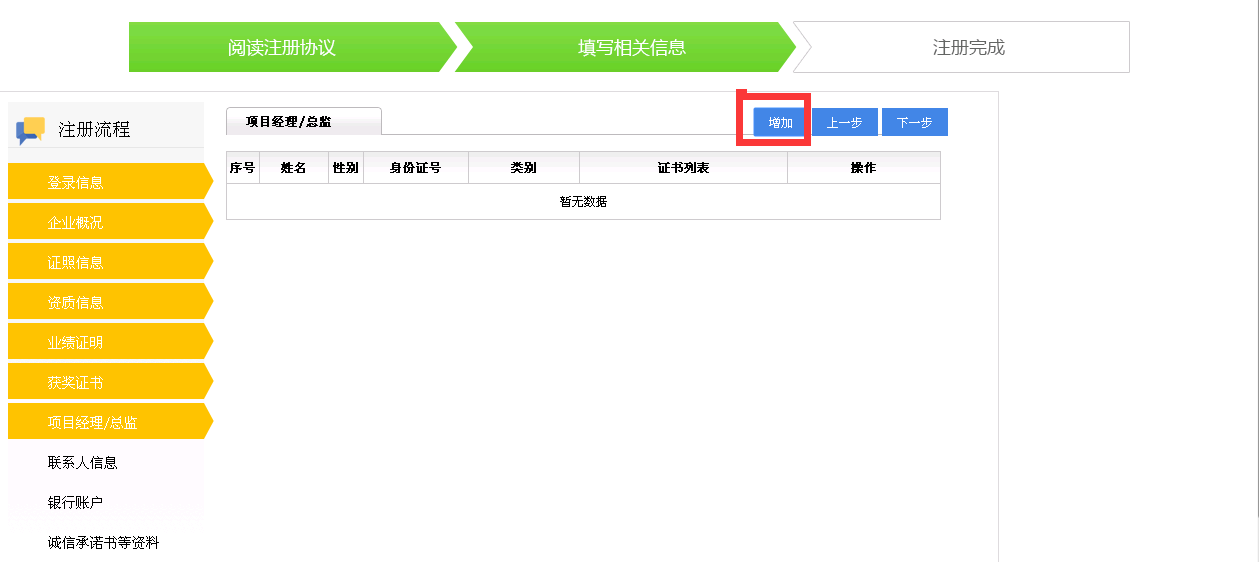 阅读注册协议
填写相关信息
注册完成
注册流程
登录信息
企业概况
证照信息
资质信息
业绩证明
获奖证书
项目经理/总监
联系人信息
银行账户
诚信承诺书等资料
项目经理/总监
增加 上一步 下一步
序号 姓名 性别 身份证号 类别 证书列表 操作
暂无数据